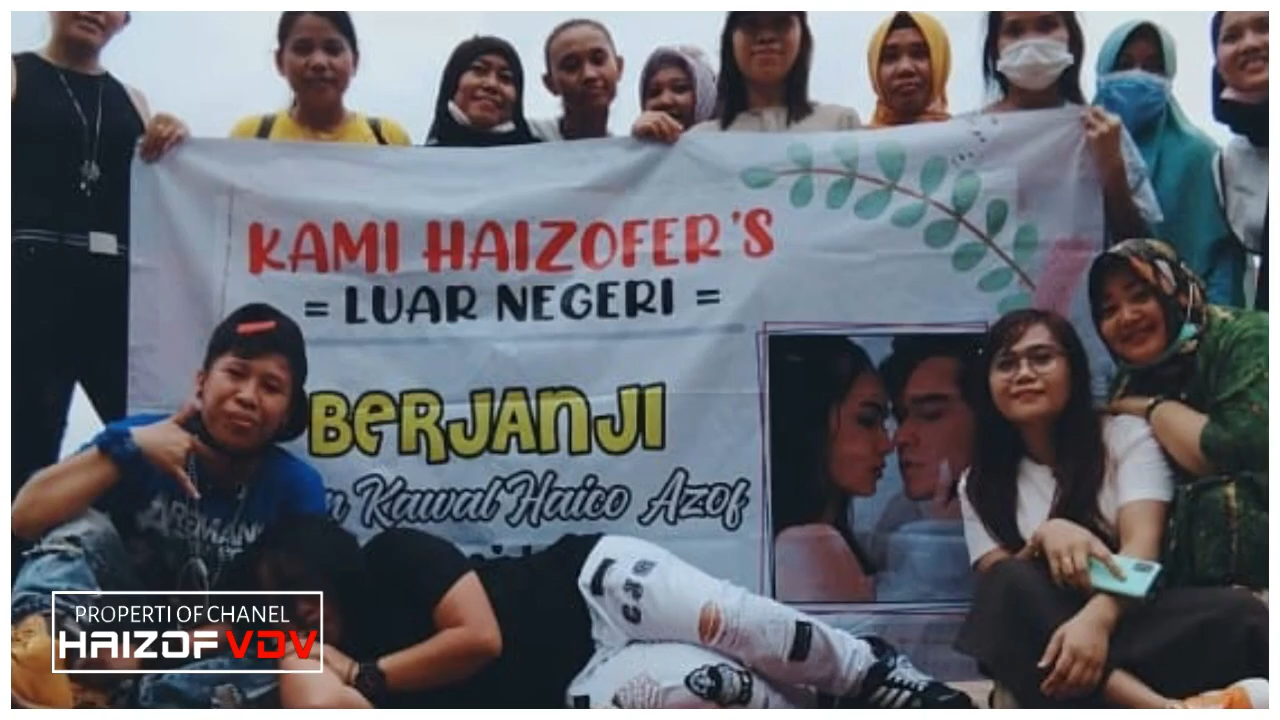 KAMI HAIZOFER'S
= LUAR NEGERI =
BERJANJI
Kawal Haico Azof
PROPERTI OF CHANEL
HAIZOF VDV